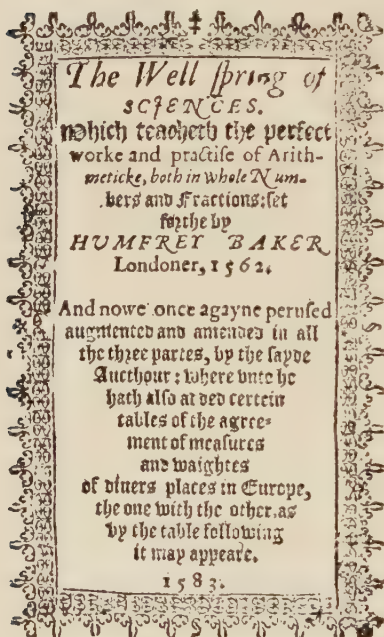 The Well ſpring of
SCIENCES.
Which teacheth the perfect
worke and practiſe of Arith-
meticke, both in whole Num-
bers and Fractions: ſet
forthe by
HVMFREY BAKER
Londoner, 1562.
And nowe once agayne peruſed
augmented and amended in all
the three partes, by the ſayde
Aucthour: where vnto he
hath alſo added certein
tables of the agree-
ment of meaſures
and waightes
of diuers places in Europe,
the one with the other, as
by the table following
it may appeare.
1583.